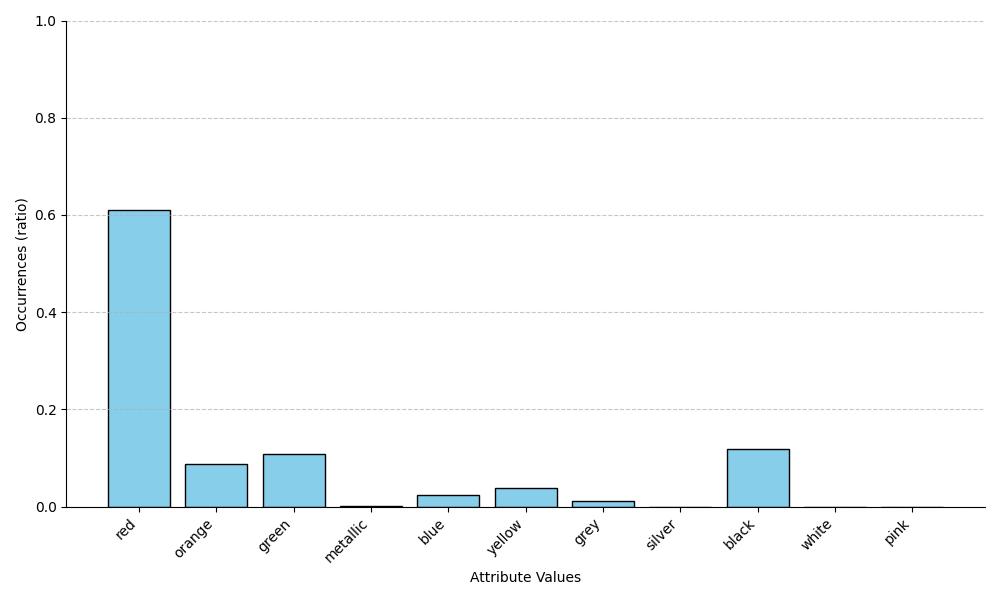 1.0
0.8
0.6
0.4
0.2
0.0
Occurrences (ratio)
red
orange
green
metallic
blue
yellow
grey
silver
black
white
pink
Attribute Values